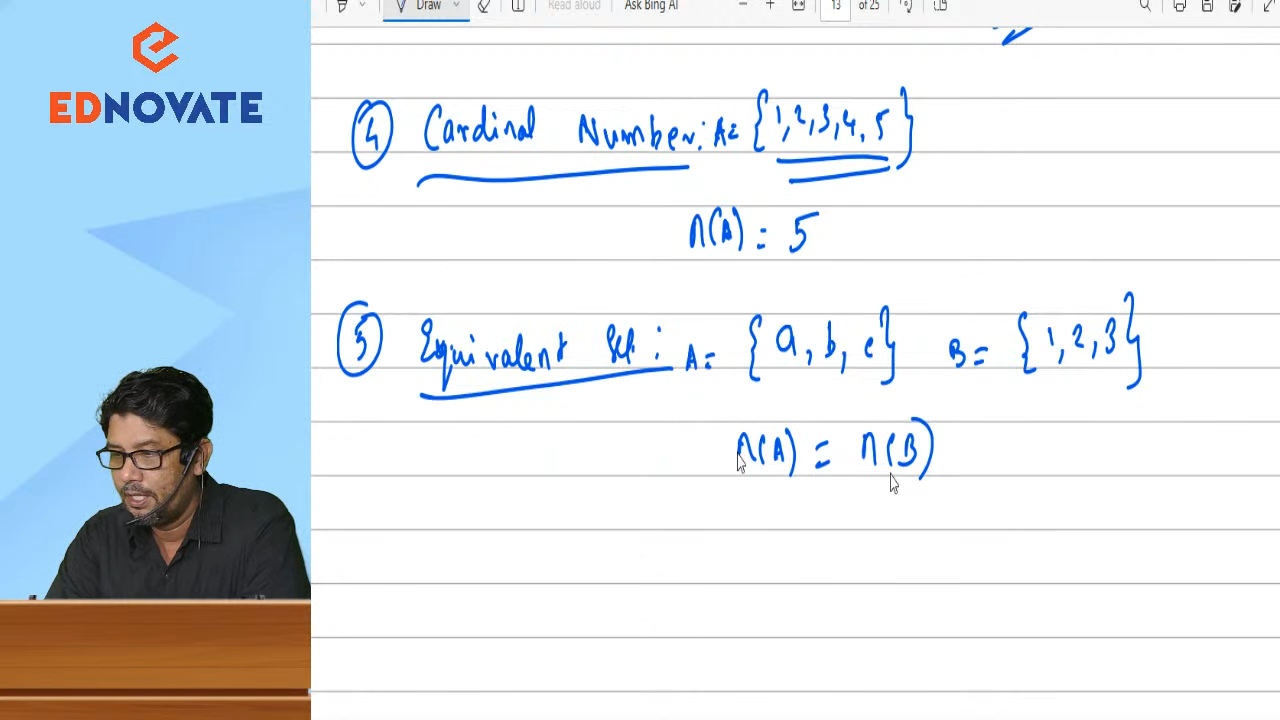 Draw
Read aloud
Ask Bing AI
13
of 25
EDNOVATE
4 Cardinal Number: A= {1,2,3,4,5}
n(A) = 5
5 Equivalent Set: A= {a, b, c} B= {1,2,3}
n(A) = n(B)